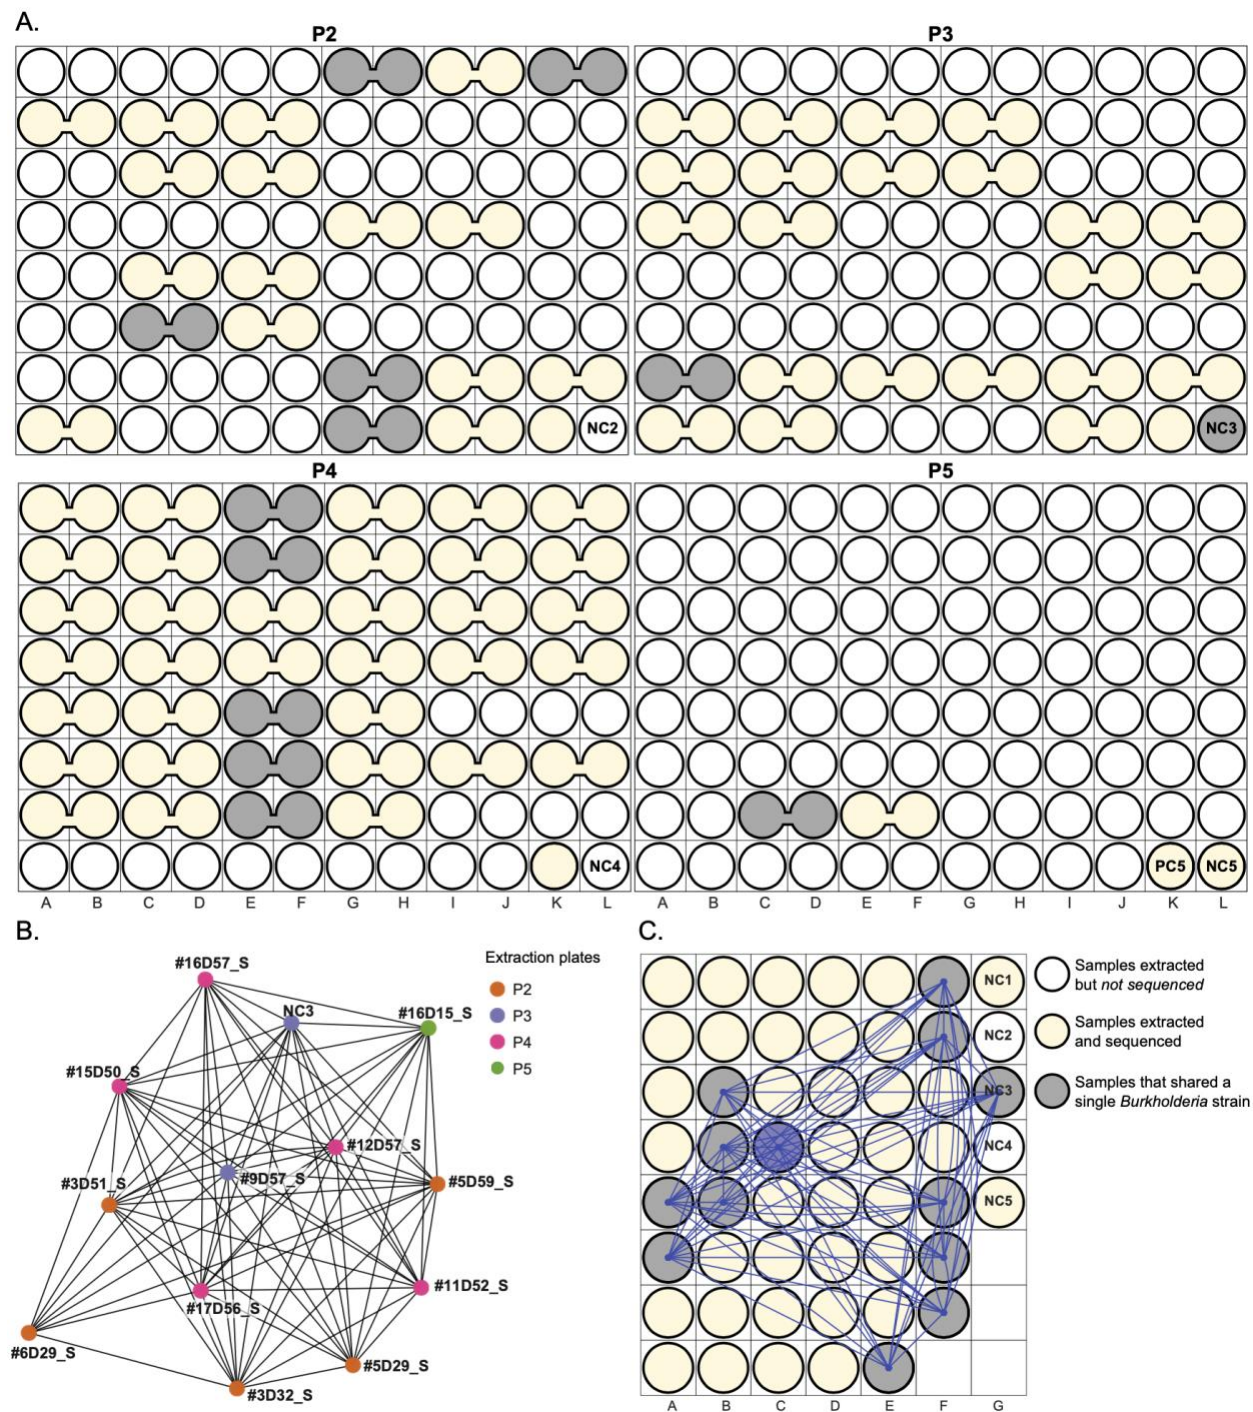 A.
P2
P3
NC2
NC3
P4
P5
NC4
PC5
NC5
A B C D E F G H I J K L
A B C D E F G H I J K L
B.
#16D57_S
NC3
#16D15_S
#15D50_S
#12D57_S
#9D57_S
#3D51_S
#5D59_S
#17D56_S
#11D52_S
#6D29_S
#5D29_S
#3D32_S
Extraction plates
P2
P3
P4
P5
C.
NC1
NC2
NC3
NC4
NC5
A B C D E F G
Samples extracted
but not sequenced
Samples extracted
and sequenced
Samples that shared a
single Burkholderia strain